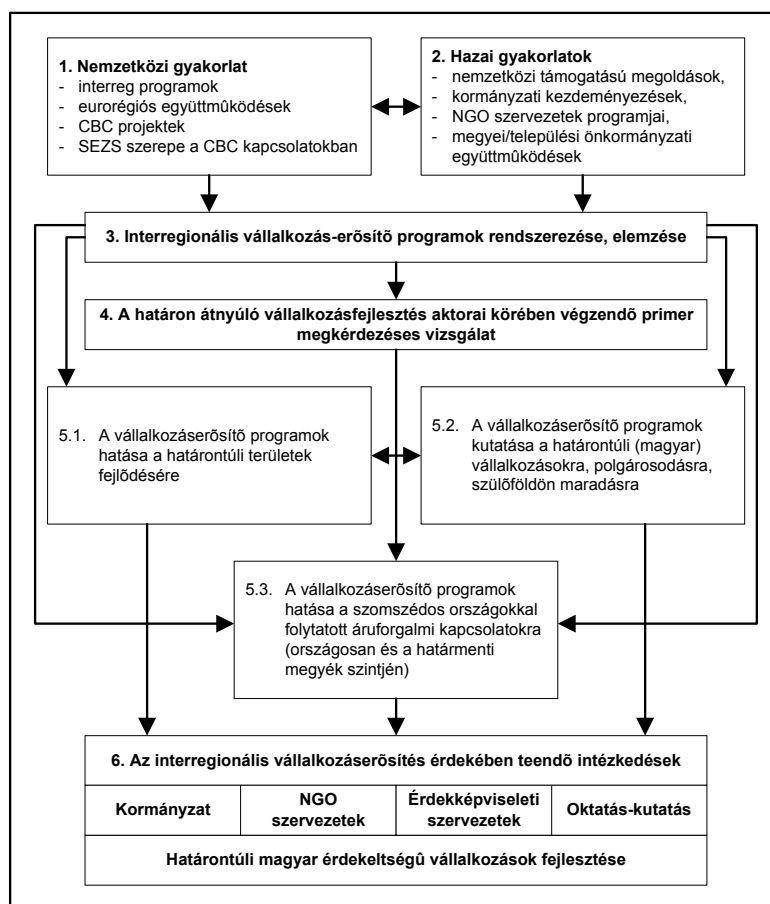 1. Nemzetközi gyakorlat
- interreg programok
- eurorégiós együttmûködések
- CBC projektek
- SEZS szerepe a CBC kapcsolatokban
2. Hazai gyakorlatok
- nemzetközi támogatású megoldások,
- kormányzati kezdeményezések,
- NGO szervezetek programjai,
- megyei/települési önkormányzati
együttmûködések
3. Interregionális vállalkozás-erõsítõ programok rendszerezése, elemzése
4. A határon átnyúló vállalkozásfejlesztés aktorai körében végzendõ primer
megkérdezéses vizsgálat
5.1. A vállalkozáserõsítõ programok
hatása a határontúli területek
fejlõdésére
5.2. A vállalkozáserõsítõ programok
kutatása a határontúli (magyar)
vállalkozásokra, polgárosodásra,
szülõföldön maradásra
5.3. A vállalkozáserõsítõ programok
hatása a szomszédos országokkal
folytatott áruforgalmi kapcsolatokra
(országosan és a határmenti
megyék szintjén)
6. Az interregionális vállalkozáserõsítés érdekében teendõ intézkedések
Kormányzat
NGO
szervezetek
Érdekképviseleti
szervezetek
Oktatás-kutatás
Határontúli magyar érdekeltségû vállalkozások fejlesztése